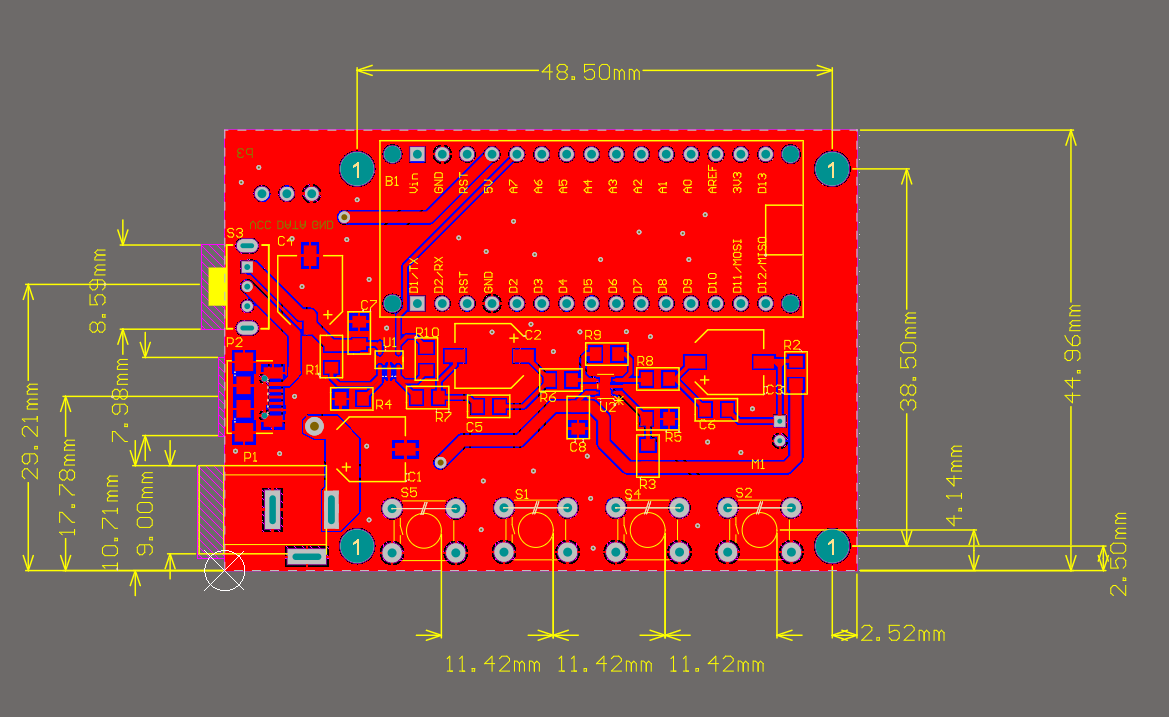 48.50mm
b3
1
1
B1
Vin
GND
RST
5V
A7
A6
A5
A4
A3
A2
A1
A0
AREF
3V3
D13
VCC DATA GND
S3
C4
D1/TX
D2/RX
RST
GND
D2
D3
D4
D5
D6
D7
D8
D9
D10
D11/MOSI
D12/MISO
8.59mm
C7
P2
U1
R10
C2
R9
R2
R1
R8
C3
44.96mm
38.50mm
29.21mm
7.98mm
R4
R7
R6
U2
C5
C6
R5
C8
17.78mm
P1
M1
C1
R3
10.71mm
9.00mm
S5
S1
S4
S2
4.14mm
1
1
2.50mm
2.52mm
11.42mm 11.42mm 11.42mm